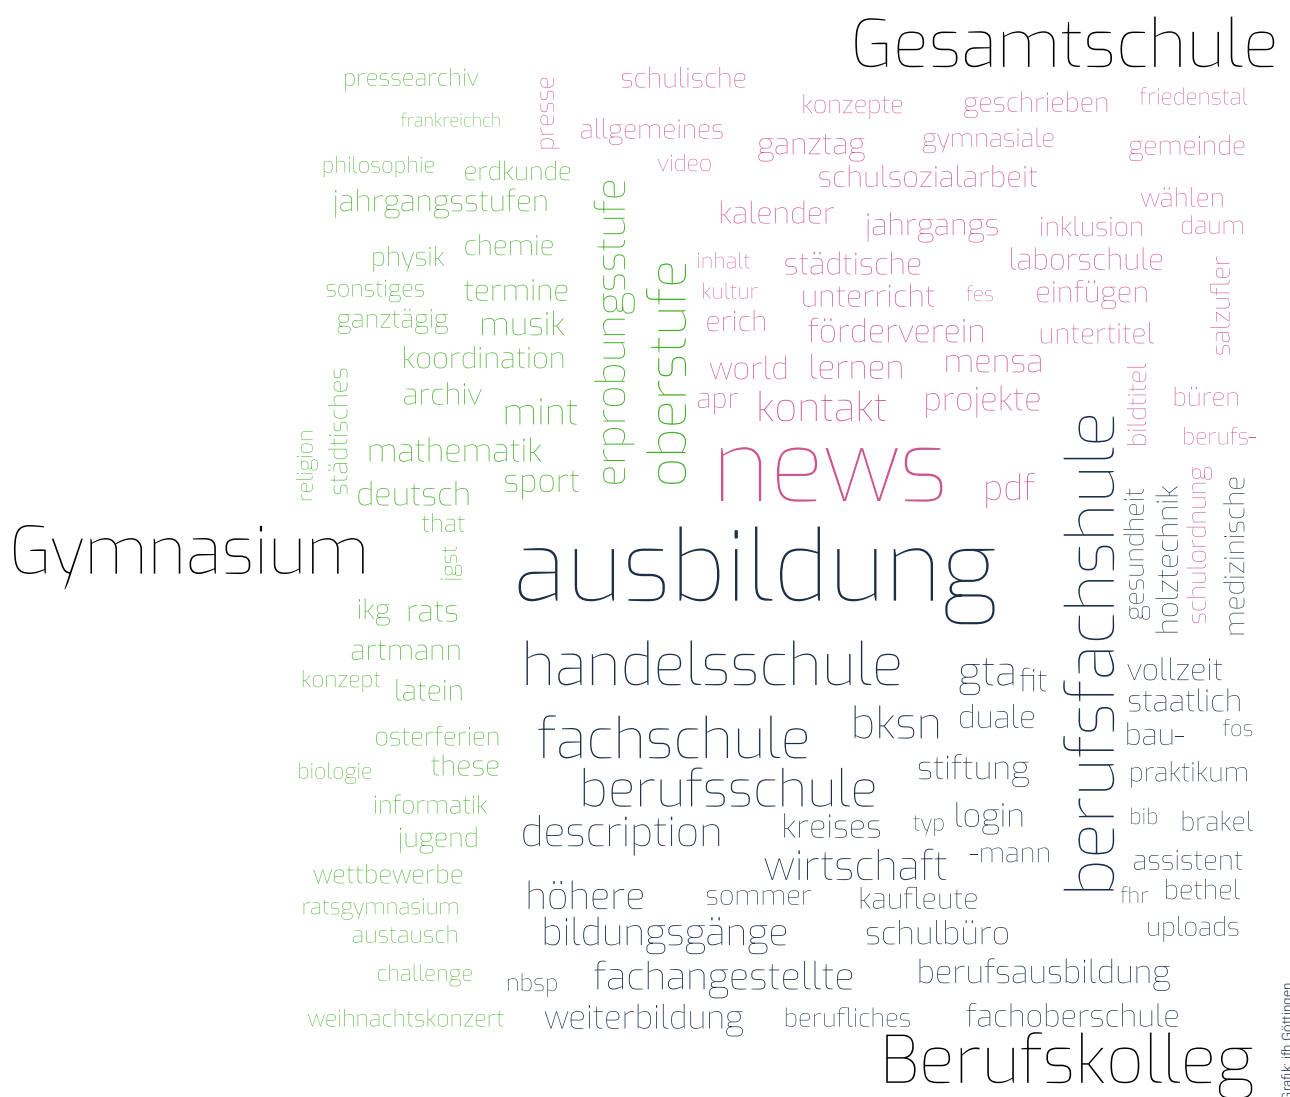 Gesamtschule
pressearchiv
presse
schulische
konzepte
geschrieben
friedenstal
frankreichch
allgemeines
ganztag
gymnasiale
gemeinde
philosophie
erdkunde
video
schulsozialarbeit
jahrgangsstufen
erprobungsstufe
kalender
jahrgangs
inklusion
wählen
daum
physik
chemie
oberstufe
inhalt
städtische
laborschule
salzufler
sonstiges
termine
kultur
unterricht
fes
einfügen
ganztägig
musik
erich
förderverein
untertitel
koordination
world
lernen
mensa
städtisches
archiv
mint
apr
kontakt
projekte
bildtitel
büren
religion
mathematik
news
berufs-
deutsch
sport
pdf
berufsfachshule
gesundheit
holztechnik
schulordnung
medizinische
that
Gymnasium
jgst
ausbildung
ikg
rats
artmann
handelsschule
gta
fit
vollzeit
konzept
latein
staatlich
osterferien
fachschule
bksn
duale
bau-
fos
biologie
these
berufsschule
stiftung
praktikum
informatik
jugend
description
kreises
typ
login
bib
brakel
wettbewerbe
wirtschaft
-mann
assistent
ratsgymnasium
höhere
sommer
kaufleute
fhr
bethel
austausch
bildungsgänge
schulbüro
uploads
challenge
nbsp
fachangestellte
berufsausbildung
weihnachtskonzert
weiterbildung
berufliches
fachoberschule
Berufskolleg
Grafik: ifh Göttingen